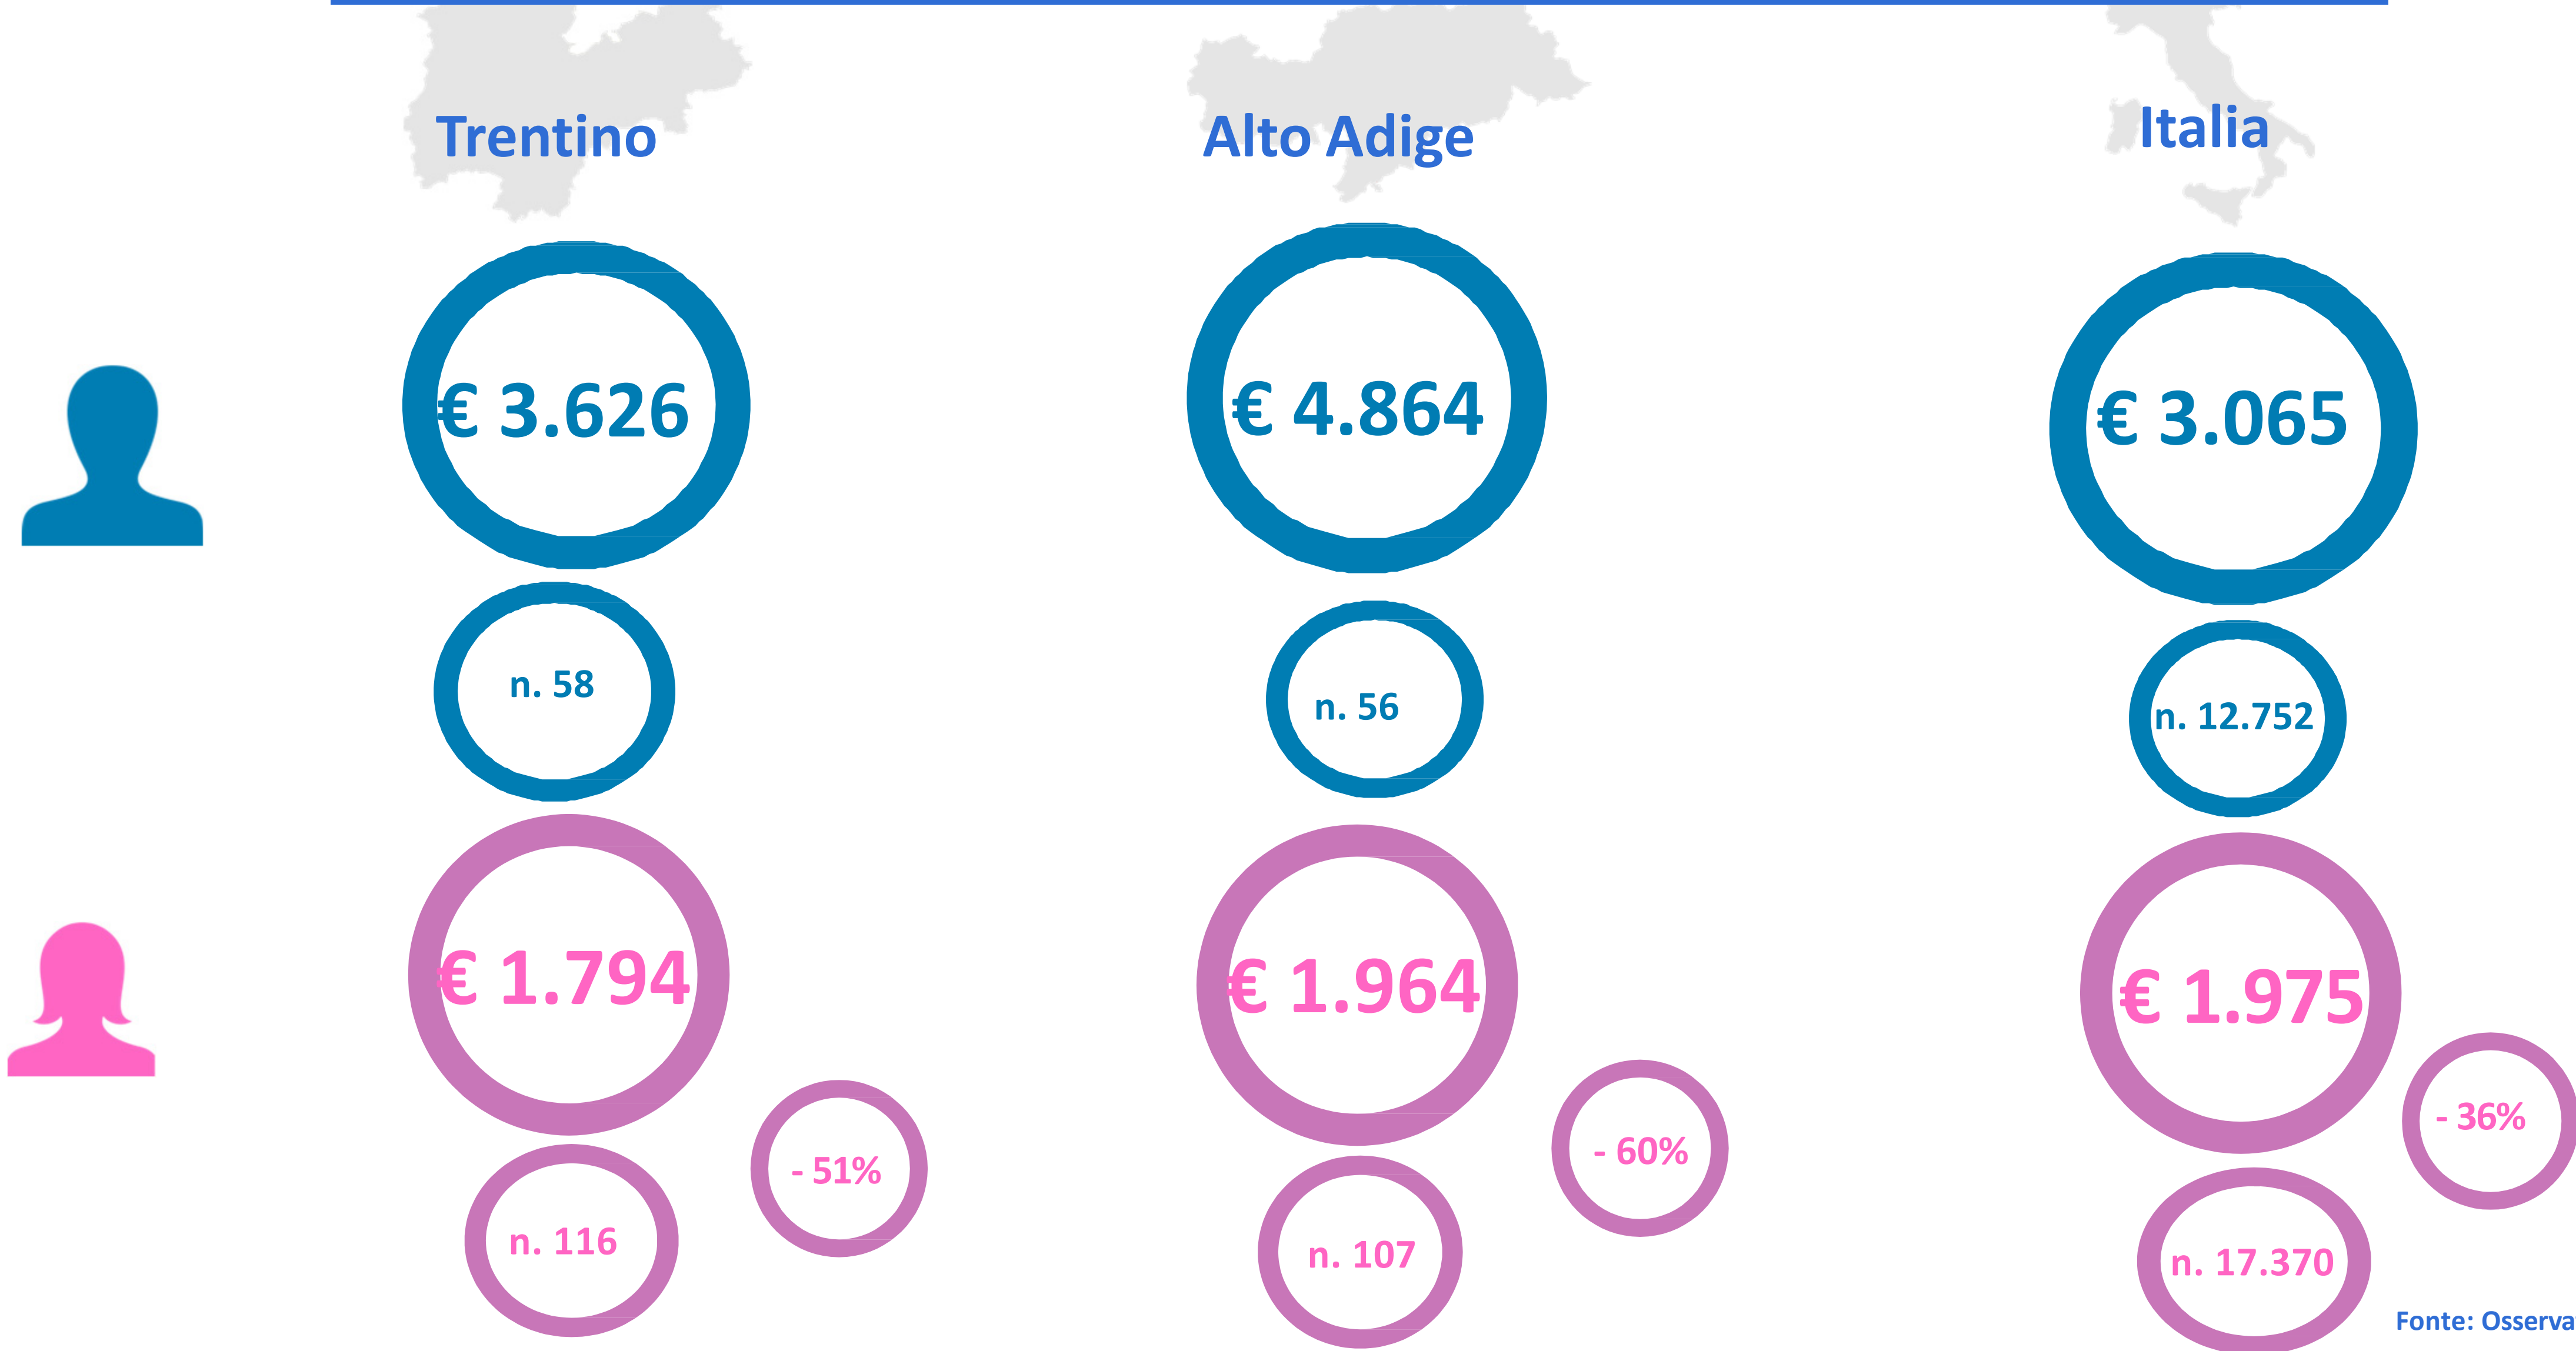 Trentino
Alto Adige
Italia
€ 3.626
€ 4.864
€ 3.065
n. 58
n. 56
n. 12.752
€ 1.794
€ 1.964
€ 1.975
- 51%
- 60%
- 36%
n. 116
n. 107
n. 17.370
Fonte: Osserva